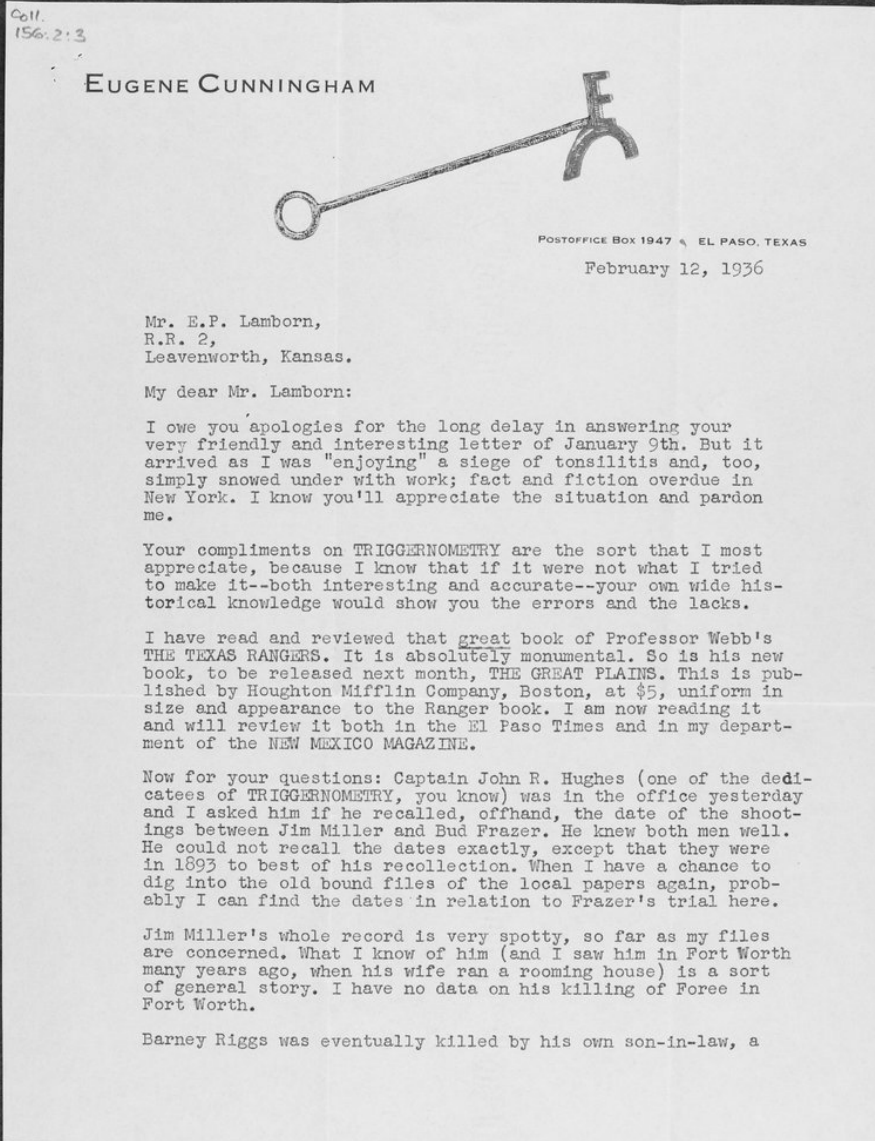 Coll.
156:2:3
EUGENE CUNNINGHAM
POSTOFFICE BOX 1947 EL PASO, TEXAS
February 12, 1936
Mr. E.P. Lamborn,
R.R. 2,
Leavenworth, Kansas.
My dear Mr. Lamborn:
I owe you apologies for the long delay in answering your
very friendly and interesting letter of January 9th. But it
arrived as I was "enjoying" a siege of tonsilitis and, too,
simply snowed under with work; fact and fiction overdue in
New York. I know you'll appreciate the situation and pardon
me.
Your compliments on TRIGGERNOMETRY are the sort that I most
appreciate, because I know that if it were not what I tried
to make it--both interesting and accurate--your own wide his-
torical knowledge would show you the errors and the lacks.
I have read and reviewed that great book of Professor Webb's
THE TEXAS RANGERS. It is absolutely monumental. So is his new
book, to be released next month, THE GREAT PLAINS. This is pub-
lished by Houghton Mifflin Company, Boston, at $5, uniform in
size and appearance to the Ranger book. I am now reading it
and will review it both in the El Paso Times and in my depart-
ment of the NEW MEXICO MAGAZINE.
Now for your questions: Captain John R. Hughes (one of the dedi-
catees of TRIGGERNOMETRY, you know) was in the office yesterday
and I asked him if he recalled, offhand, the date of the shoot-
ings between Jim Miller and Bud Frazer. He knew both men well.
He could not recall the dates exactly, except that they were
in 1893 to best of his recollection. When I have a chance to
dig into the old bound files of the local papers again, prob-
ably I can find the dates in relation to Frazer's trial here.
Jim Miller's whole record is very spotty, so far as my files
are concerned. What I know of him (and I saw him in Fort Worth
many years ago, when his wife ran a rooming house) is a sort
of general story. I have no data on his killing of Foree in
Fort Worth.
Barney Riggs was eventually killed by his own son-in-law, a